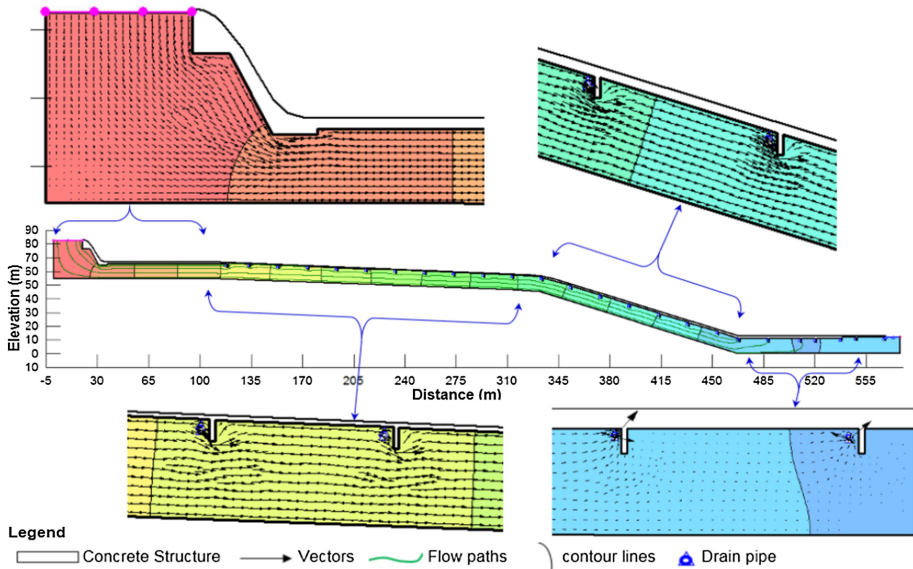 90
80
70
60
50
40
30
20
10
0
10
Elevation (m)
-5 30 65 100 135 170 205 240 275 310 345 380 415 450 485 520 555
Distance (m)
Legend
Concrete Structure Vectors Flow paths contour lines Drain pipe